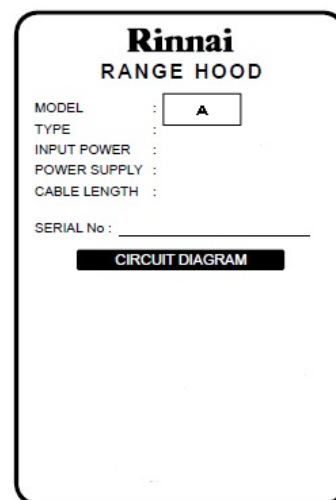 Rinnai
RANGE HOOD
MODEL : A
TYPE :
INPUT POWER :
POWER SUPPLY :
CABLE LENGTH :
SERIAL No :
CIRCUIT DIAGRAM